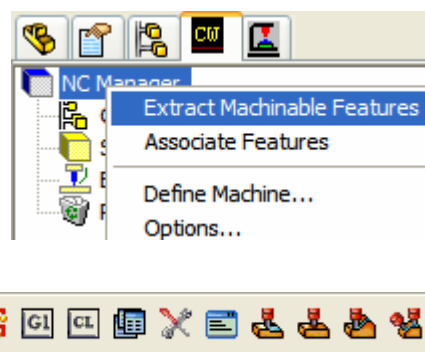 CW
NC Manager
Extract Machinable Features
Associate Features
Define Machine...
Options...
G1 CL